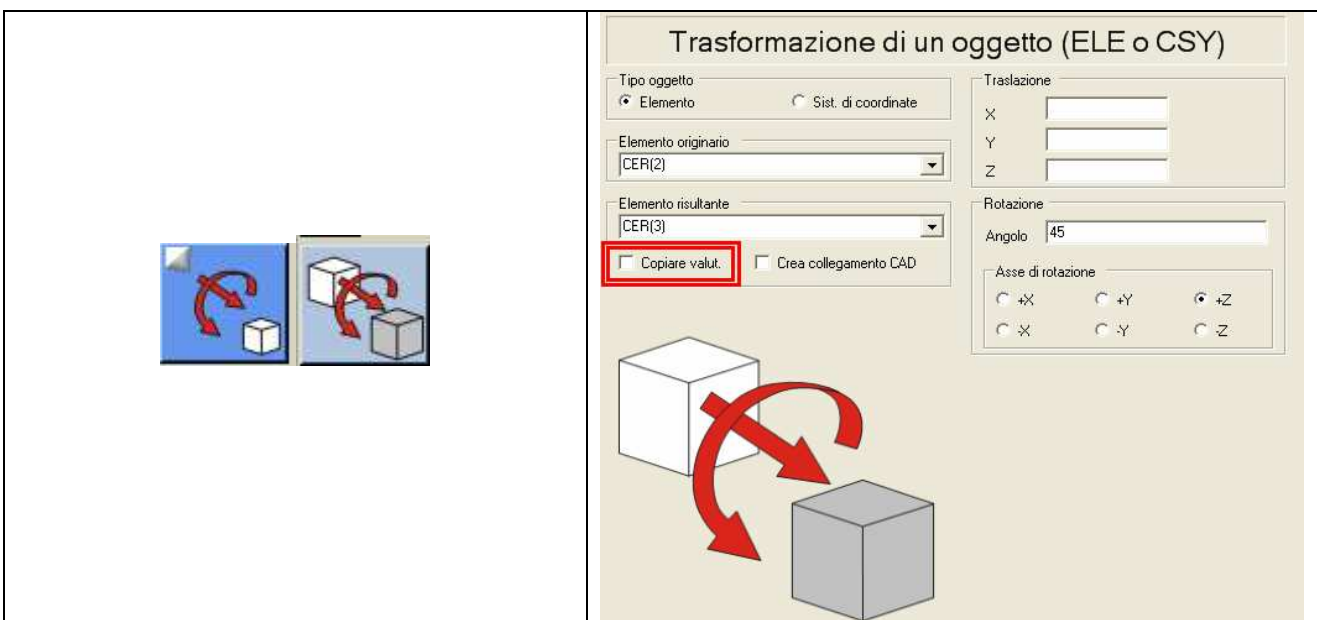 Trasformazione di un oggetto (ELE o CSY)
Tipo oggetto
Elemento
Sist. di coordinate
Elemento originario
CER(2)
Elemento risultante
CER(3)
Copiare valut.
Crea collegamento CAD
Traslazione
X
Y
Z
Rotazione
Angolo 45
Asse di rotazione
+X +Y +Z
-X -Y -Z